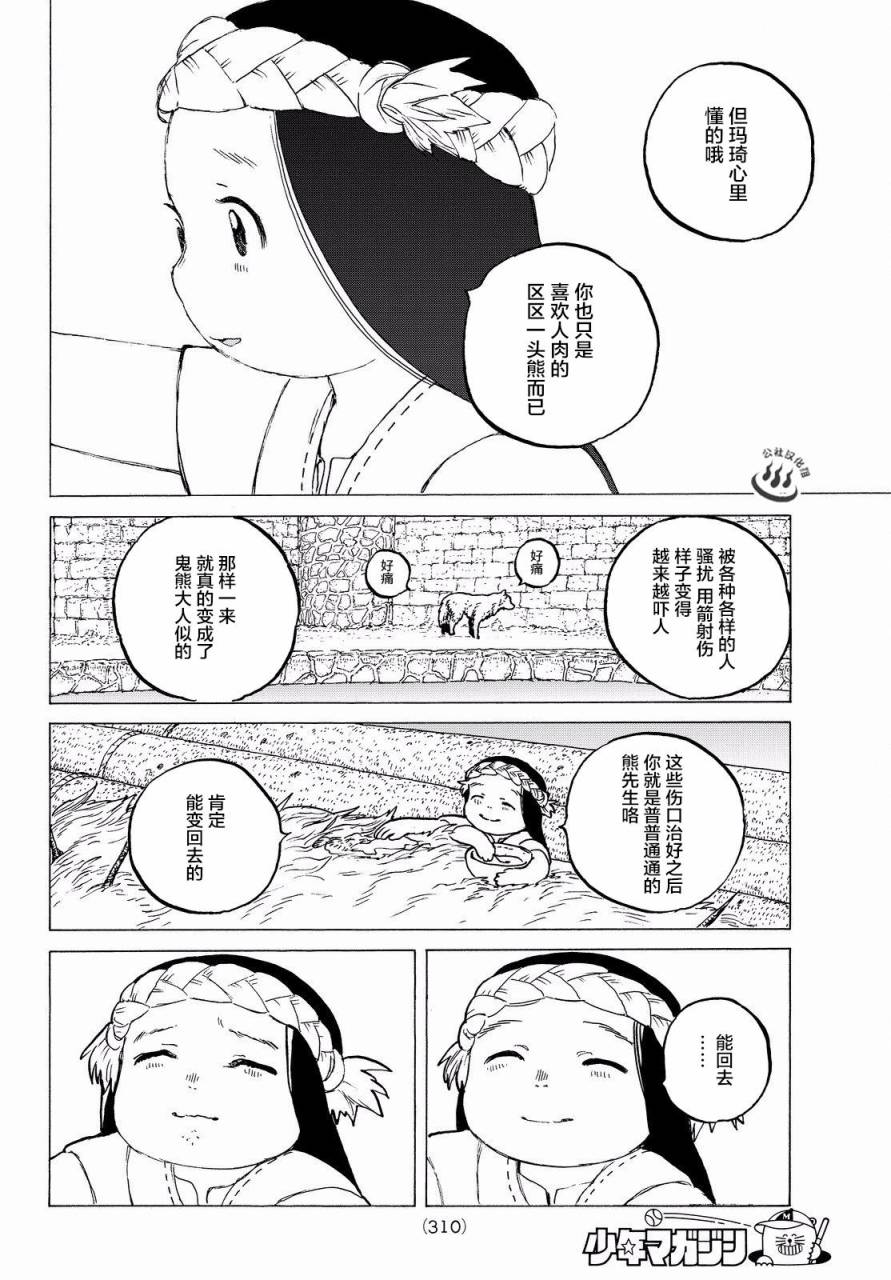 但玛琦心里
懂的哦
你也只是
喜欢人肉的
区区一头熊而已
公社汉化组
被各种各样的人
骚扰 用箭射伤
样子变得
越来越吓人
好痛
好痛
那样一来
就真的变成了
鬼熊大人似的
这些伤口治好之后
你就是普普通通的
熊先生咯
肯定
能变回去的
能回去
……
(310)
少年マガジン
M